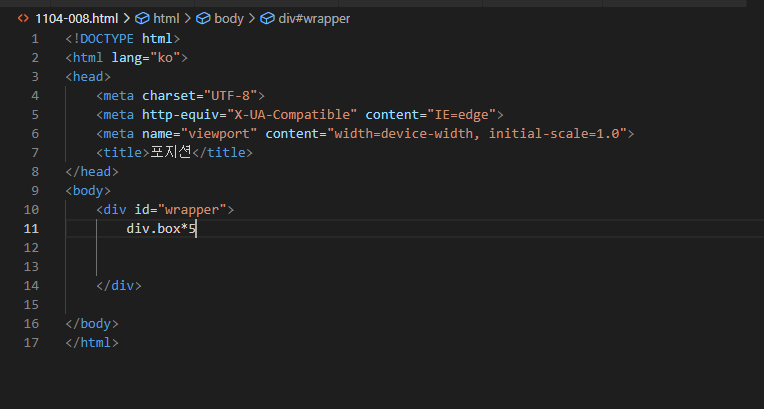 1104-008.html > html > body > div#wrapper
1 <!DOCTYPE html>
2 <html lang="ko">
3 <head>
4     <meta charset="UTF-8">
5     <meta http-equiv="X-UA-Compatible" content="IE=edge">
6     <meta name="viewport" content="width=device-width, initial-scale=1.0">
7     <title>포지션</title>
8 </head>
9 <body>
10     <div id="wrapper">
11         div.box*5
12
13
14     </div>
15
16 </body>
17 </html>